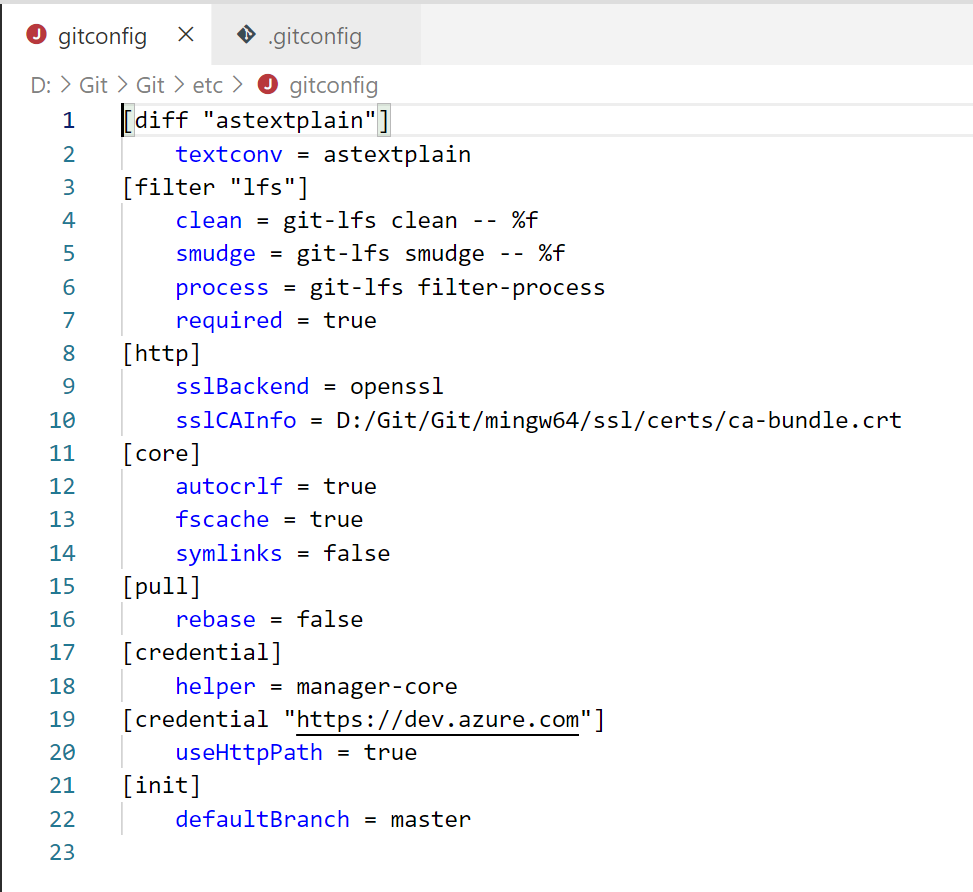 gitconfig
.gitconfig
D: > Git > Git > etc > gitconfig
1 [diff "astextplain"]
2     textconv = astextplain
3 [filter "lfs"]
4     clean = git-lfs clean -- %f
5     smudge = git-lfs smudge -- %f
6     process = git-lfs filter-process
7     required = true
8 [http]
9     sslBackend = openssl
10     sslCAInfo = D:/Git/Git/mingw64/ssl/certs/ca-bundle.crt
11 [core]
12     autocrlf = true
13     fscache = true
14     symlinks = false
15 [pull]
16     rebase = false
17 [credential]
18     helper = manager-core
19 [credential "https://dev.azure.com"]
20     useHttpPath = true
21 [init]
22     defaultBranch = master
23